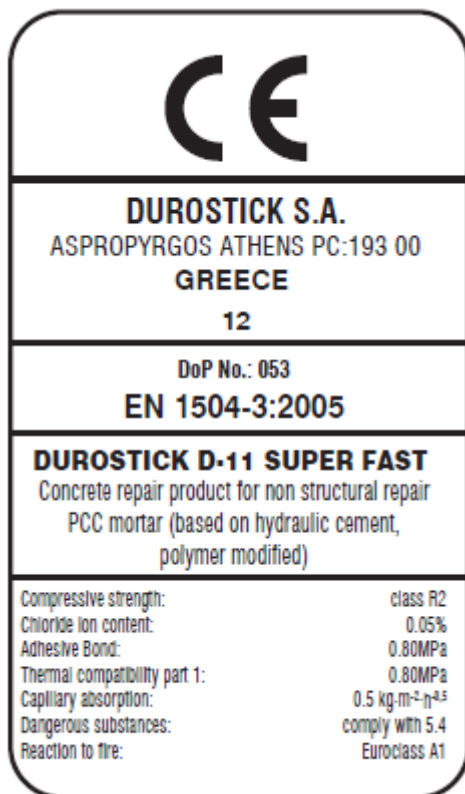 CE
DUROSTICK S.A.
ASPROPYRGOS ATHENS PC:193 00
GREECE
12
DoP No.: 053
EN 1504-3:2005
DUROSTICK D-11 SUPER FAST
Concrete repair product for non structural repair
PCC mortar (based on hydraulic cement,
polymer modified)
Compressive strength: class R2
Chloride ion content: 0.05%
Adhesive Bond: 0.80MPa
Thermal compatibility part 1: 0.80MPa
Capillary absorption: 0.5 kg·m⁻²·h⁻⁰·⁵
Dangerous substances: comply with 5.4
Reaction to fire: Euroclass A1